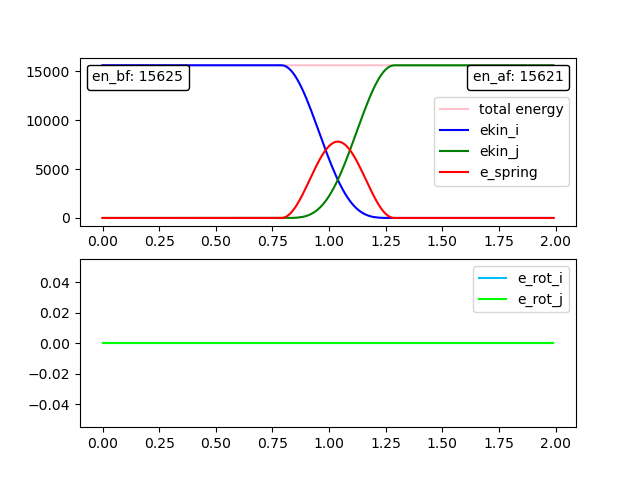 en_bf: 15625
en_af: 15621
15000
10000
5000
0
total energy
ekin_i
ekin_j
e_spring
0.00 0.25 0.50 0.75 1.00 1.25 1.50 1.75 2.00
0.04
0.02
0.00
−0.02
−0.04
e_rot_i
e_rot_j
0.00 0.25 0.50 0.75 1.00 1.25 1.50 1.75 2.00